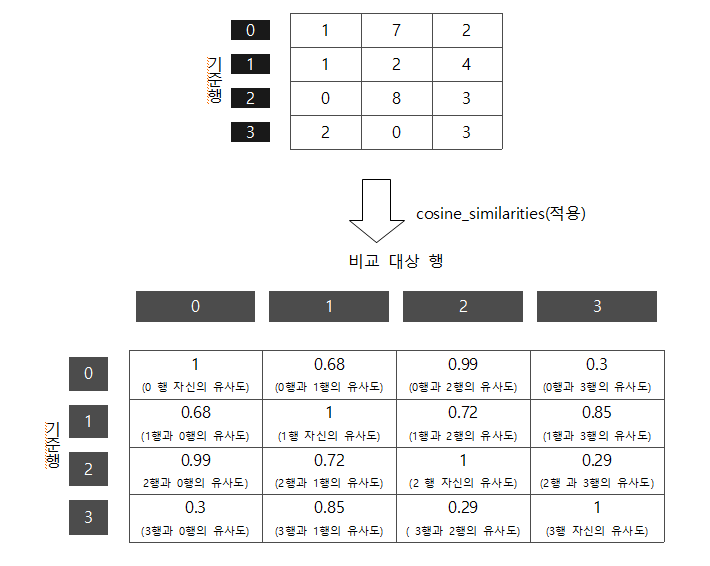 0 1 7 2
1 1 2 4
2 0 8 3
3 2 0 3
기준행
cosine_similarities(적용)
비교 대상 행
0 1 2 3
0 1 0.68 0.99 0.3
(0 행 자신의 유사도) (0행과 1행의 유사도) (0행과 2행의 유사도) (0행과 3행의 유사도)
1 0.68 1 0.72 0.85
(1행과 0행의 유사도) (1행 자신의 유사도) (1행과 2행의 유사도) (1행과 3행의 유사도)
기준행
2 0.99 0.72 1 0.29
2행과 0행의 유사도) (2행과 1행의 유사도) (2 행 자신의 유사도) (2행 과 3행의 유사도)
3 0.3 0.85 0.29 1
(3행과 0행의 유사도) (3행과 1행의 유사도) ( 3행과 2행의 유사도) (3행 자신의 유사도)